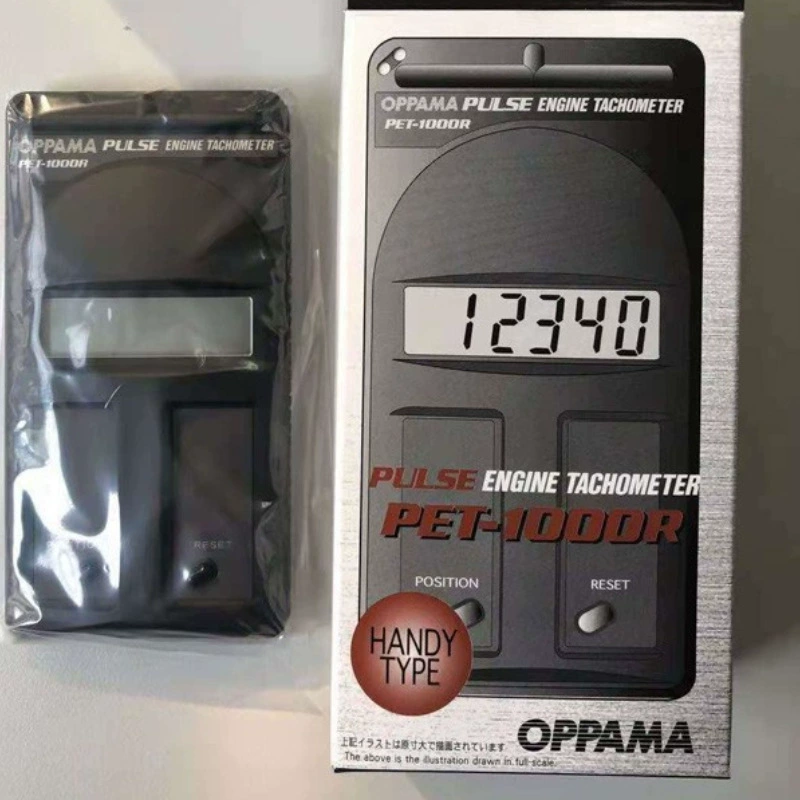 OPPAMA PULSE ENGINE TACHOMETER
PET-1000R
POSITION
RESET
OPPAMA PULSE ENGINE TACHOMETER
PET-1000R
12340
PULSE ENGINE TACHOMETER
PET-1000R
POSITION
RESET
HANDY
TYPE
OPPAMA
上記イラストは原寸大で描画されています
The above is the illustration drawn in full-scale.